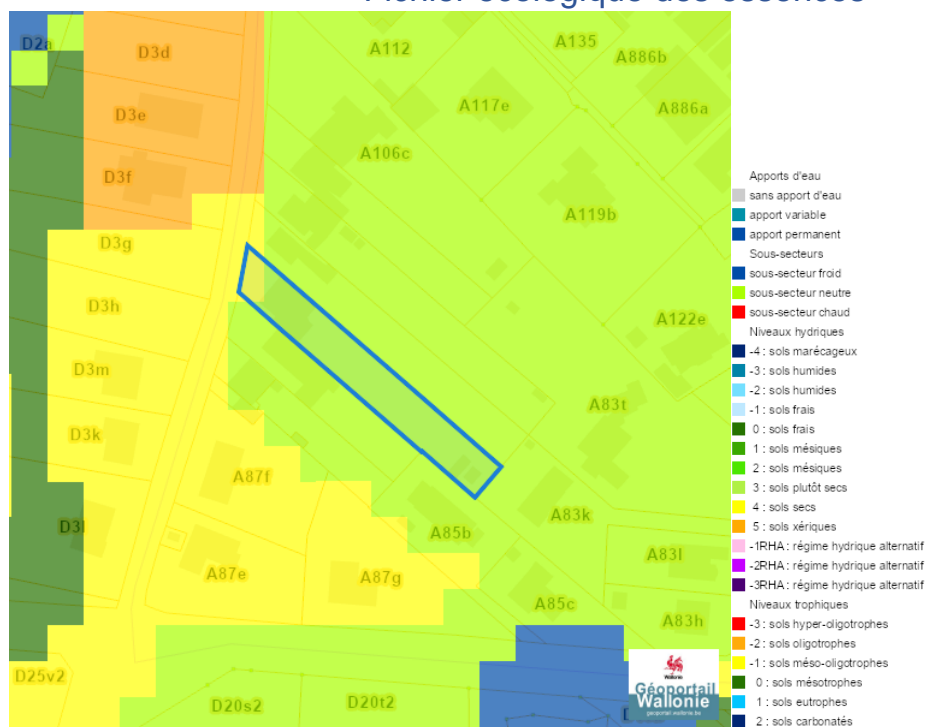 Fichier écologique des essences
D2a
D3d
A112
A135
A886b
D3e
A117e
A886a
A106c
D3f
A119b
D3g
D3h
A122e
D3m
A83t
D3k
A87f
D3l
A85b
A83k
A83l
A87e
A87g
A85c
A83h
D25v2
D20s2
D20t2
Wallonie
Géoportail
Wallonie
geoportail.wallonie.be
Apports d'eau
sans apport d'eau
apport variable
apport permanent
Sous-secteurs
sous-secteur froid
sous-secteur neutre
sous-secteur chaud
Niveaux hydriques
-4 : sols marécageux
-3 : sols humides
-2 : sols humides
-1 : sols frais
0 : sols frais
1 : sols mésiques
2 : sols mésiques
3 : sols plutôt secs
4 : sols secs
5 : sols xériques
-1RHA : régime hydrique alternatif
-2RHA : régime hydrique alternatif
-3RHA : régime hydrique alternatif
Niveaux trophiques
-3 : sols hyper-oligotrophes
-2 : sols oligotrophes
-1 : sols méso-oligotrophes
0 : sols mésotrophes
1 : sols eutrophes
2 : sols carbonatés